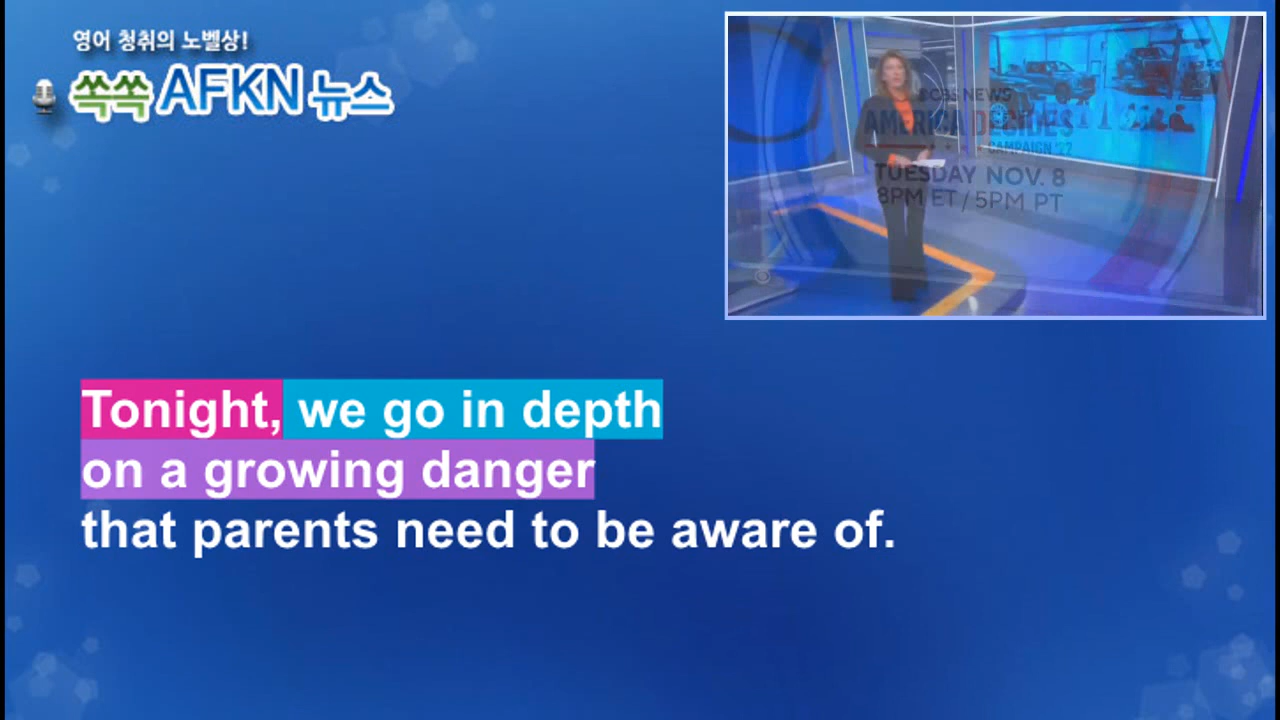 영어 청취의 노벨상!
쏙쏙 AFKN 뉴스
CBS NEWS
AMERICA DECIDES
CAMPAIGN '22
TUESDAY NOV. 8
8PM ET / 5PM PT
Tonight, we go in depth
on a growing danger
that parents need to be aware of.